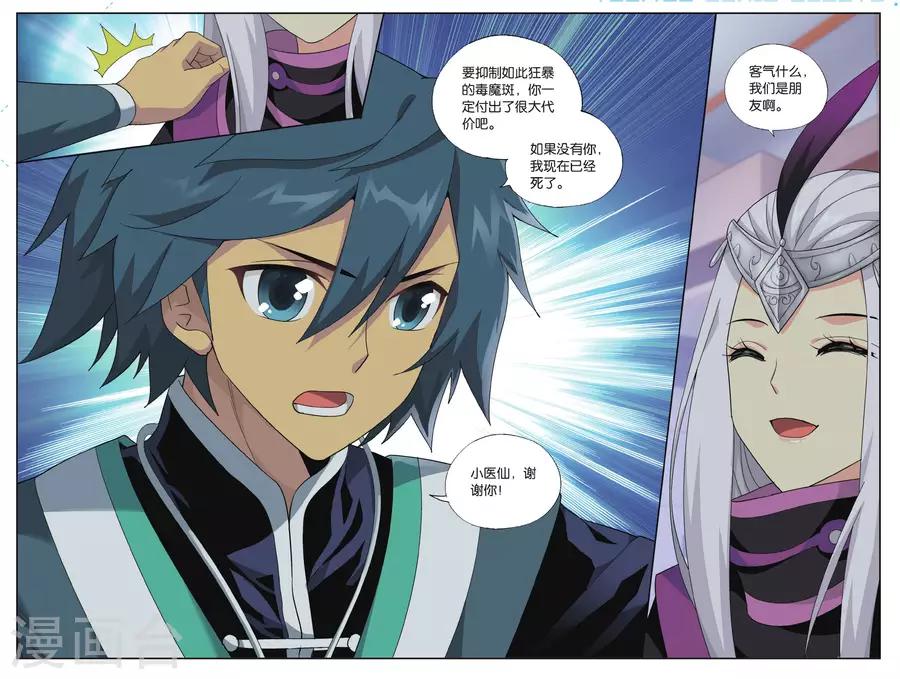 要抑制如此狂暴
的毒魔斑，你一
定付出了很大代
价吧。
如果没有你，
我现在已经
死了。
小医仙，谢
谢你！
客气什么，
我们是朋
友啊。
漫画台